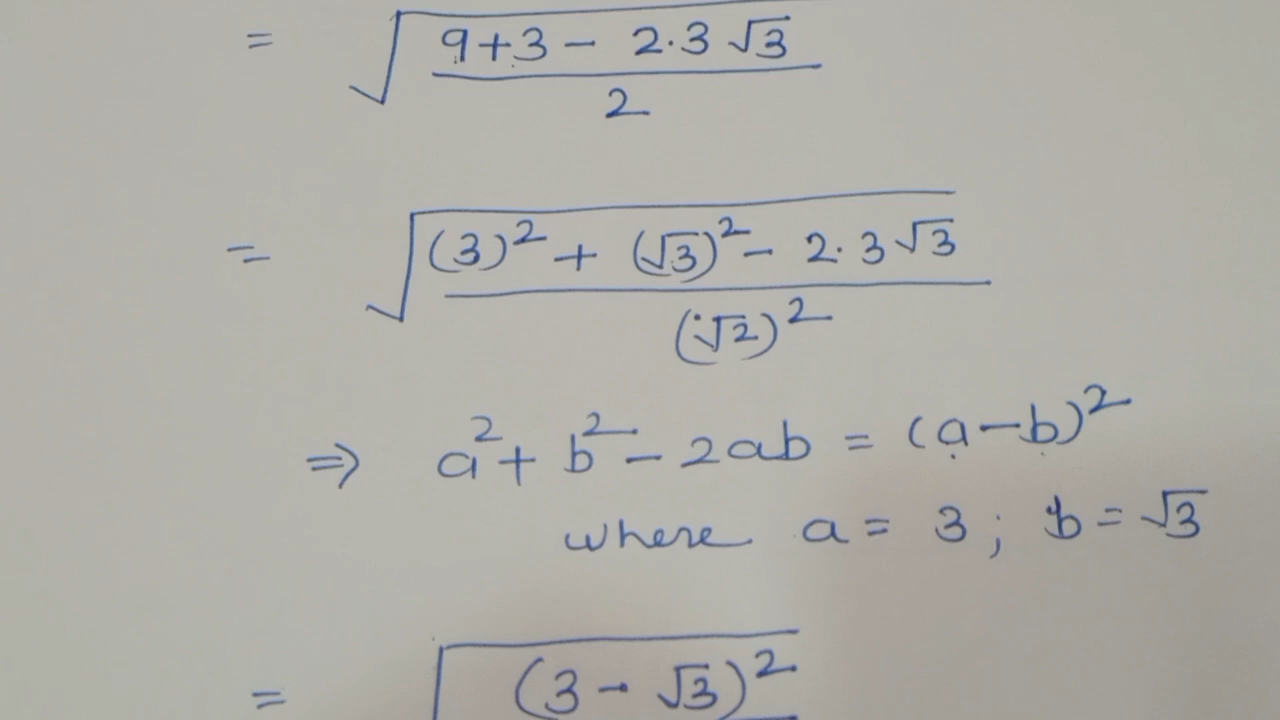 = √((9+3 - 2·3√3)/2)
= √(((3)² + (√3)² - 2·3√3)/(√2)²)
⇒ a² + b² - 2ab = (a-b)²
where a = 3 ; b = √3
= √((3 - √3)²